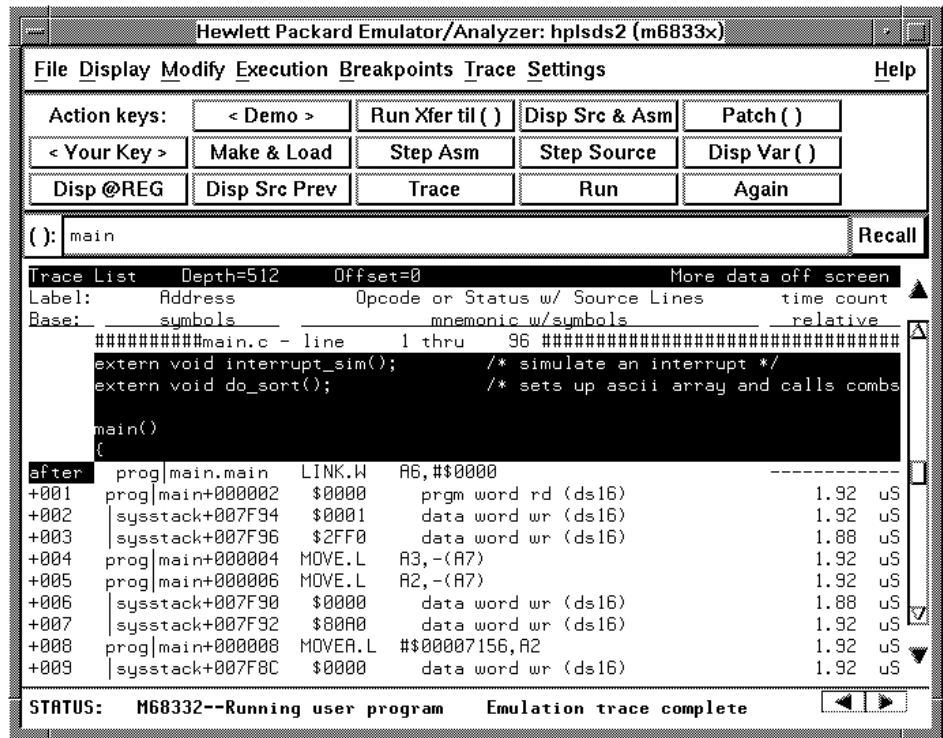 Hewlett Packard Emulator/Analyzer: hplsds2 (m6833x)
File Display Modify Execution Breakpoints Trace Settings Help
Action keys: < Demo > Run Xfer til ( ) Disp Src & Asm Patch ( )
< Your Key > Make & Load Step Asm Step Source Disp Var ( )
Disp @REG Disp Src Prev Trace Run Again
( ): main Recall
Trace List Depth=512 Offset=0 More data off screen
Label: Address Opcode or Status w/ Source Lines time count
Base: symbols mnemonic w/symbols relative
##########main.c - line 1 thru 96 #################################
extern void interrupt_sim(); /* simulate an interrupt */
extern void do_sort(); /* sets up ascii array and calls combs
main()
{
after prog|main.main LINK.W A6,#$0000 ------------
+001 prog|main+000002 $0000 prgm word rd (ds16) 1.92 uS
+002 |sysstack+007F94 $0001 data word wr (ds16) 1.92 uS
+003 |sysstack+007F96 $2FF0 data word wr (ds16) 1.88 uS
+004 prog|main+000004 MOVE.L A3,-(A7) 1.92 uS
+005 prog|main+000006 MOVE.L A2,-(A7) 1.92 uS
+006 |sysstack+007F90 $0000 data word wr (ds16) 1.88 uS
+007 |sysstack+007F92 $80A0 data word wr (ds16) 1.92 uS
+008 prog|main+000008 MOVEA.L #$00007156,A2 1.92 uS
+009 |sysstack+007F8C $0000 data word wr (ds16) 1.92 uS
STATUS: M68332--Running user program Emulation trace complete